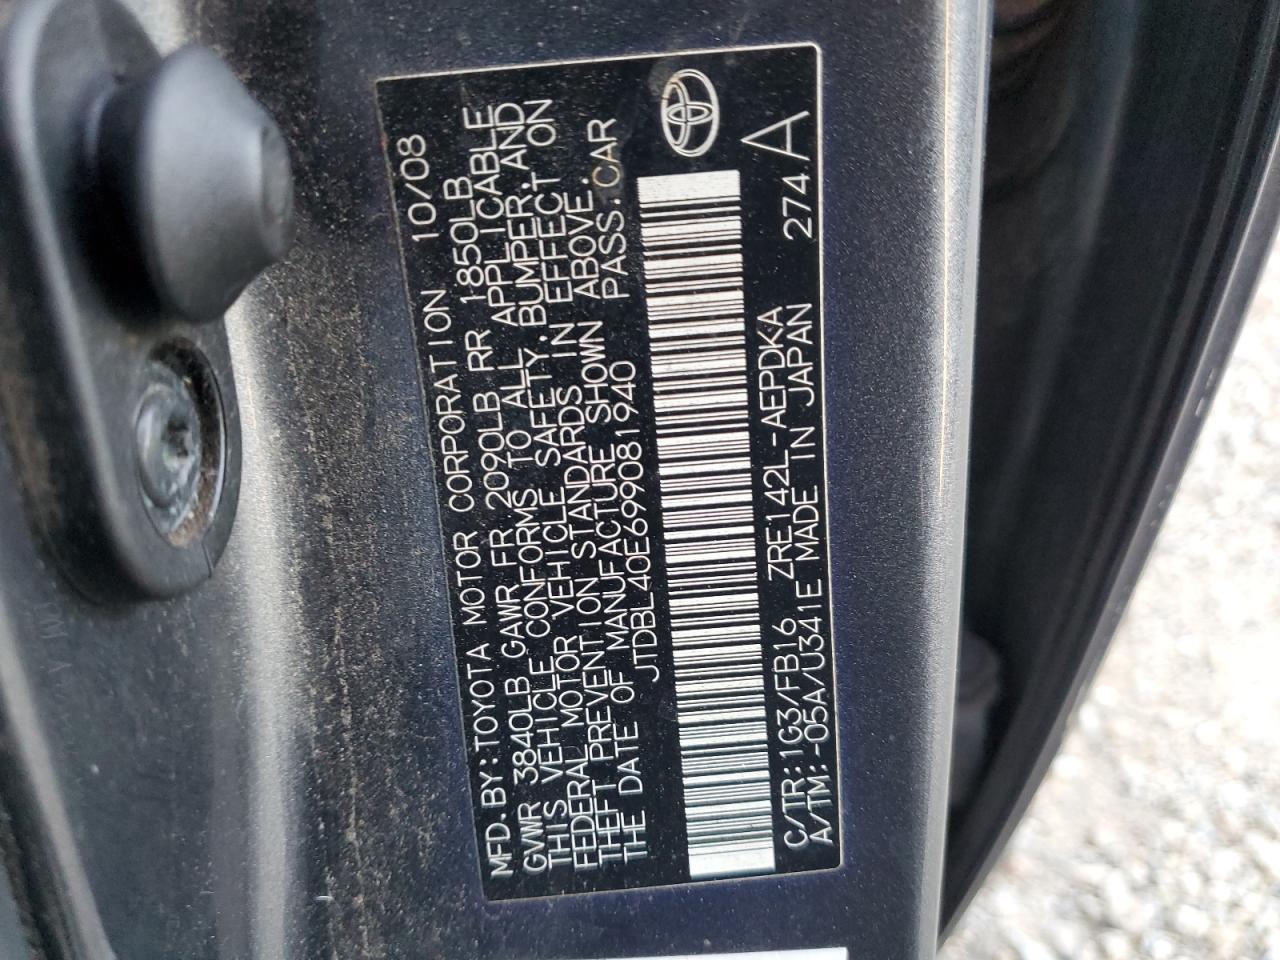 MFD.BY:TOYOTA MOTOR CORPORATION 10/08
GVWR 3840LB GAWR FR 2090LB RR 1850LB
THIS VEHICLE CONFORMS TO ALL APPLICABLE
FEDERAL MOTOR VEHICLE SAFETY, BUMPER, AND
THEFT PREVENTION STANDARDS IN EFFECT ON
THE DATE OF MANUFACTURE SHOWN ABOVE.
JTDBL40E699081940 PASS.CAR
C/TR:1G3/FB16 ZRE142L-AEPDKA
A/TM:-05A/U341E MADE IN JAPAN 274A